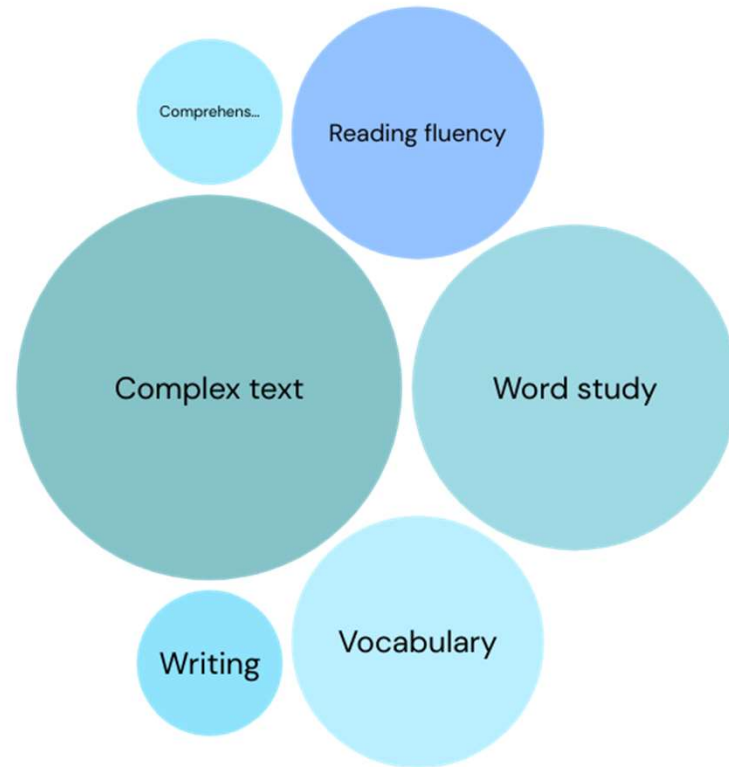 Comprehens...
Reading fluency
Complex text
Word study
Vocabulary
Writing